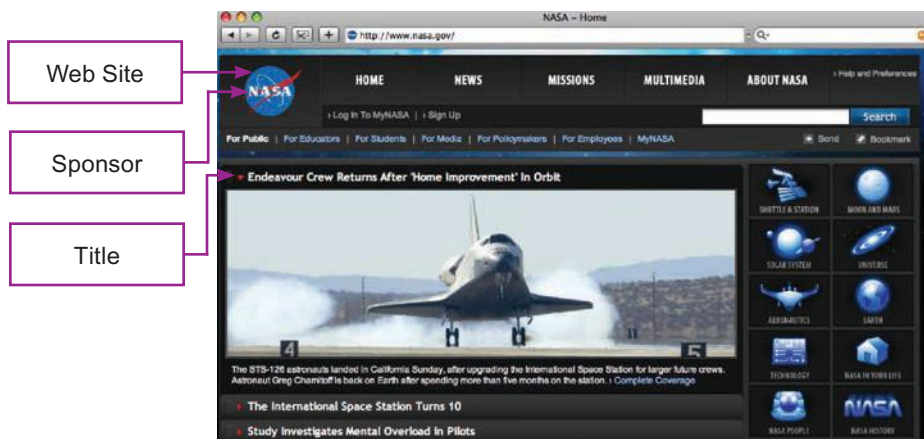 NASA – Home
http://www.nasa.gov/
Q-
Web Site
Sponsor
Title
NASA
HOME NEWS MISSIONS MULTIMEDIA ABOUT NASA
› Help and Preferences
› Log In To MyNASA | › Sign Up
Search
For Public | For Educators | For Students | For Media | For Policymakers | For Employees | MyNASA
Send Bookmark
Endeavour Crew Returns After 'Home Improvement' In Orbit
4 11 5
The STS-126 astronauts landed in California Sunday, after upgrading the International Space Station for larger future crews.
Astronaut Greg Chamitoff is back on Earth after spending more than five months on the station. › Complete Coverage
The International Space Station Turns 10
Study Investigates Mental Overload in Pilots
SHUTTLE & STATION MOON AND MARS
SOLAR SYSTEM UNIVERSE
AERONAUTICS EARTH
TECHNOLOGY NASA IN YOUR LIFE
NASA
NASA PEOPLE NASA HISTORY